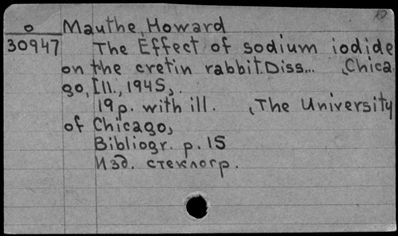 10
o Mauthe, Howard
30947 The Effect of sodium iodide
on the cretin rabbit. Diss... , Chica
go, Ill., 1945, .
19p. with ill. , The University
of Chicago,
Bibliogr. p. 15
Изд. стеклогр.